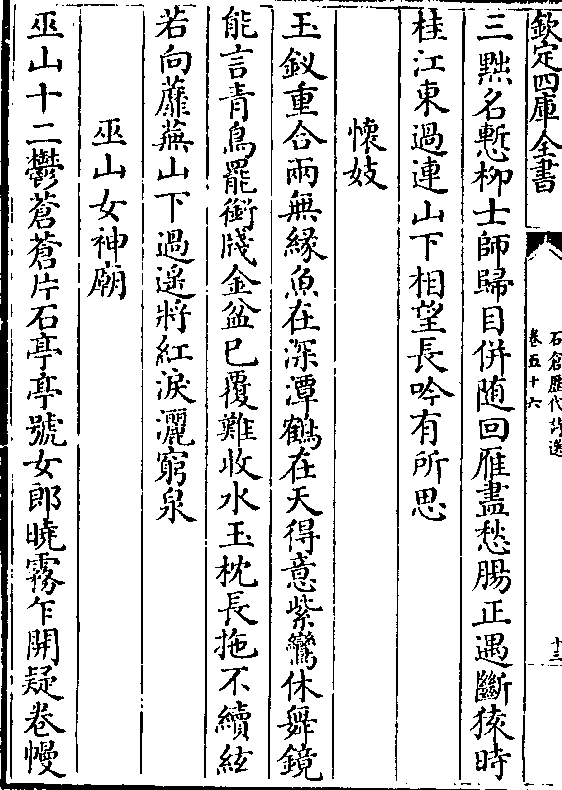 欽定四庫全書
石倉歷代詩選
卷五十六
十三
三黜名慙柳士師歸目併随回雁盡愁腸正遇斷猿時
桂江東過連山下相望長吟有所思
懐妓
玉釵重合兩無緣魚在深潭鶴在天得意紫鸞休舞鏡
能言青鳥罷銜牋金盆已覆難收水玉枕長拖不續絃
若向蘼蕪山下過遥將紅淚灑窮泉
巫山女神廟
巫山十二鬱蒼蒼片石亭亭號女郎曉霧乍開疑卷幔